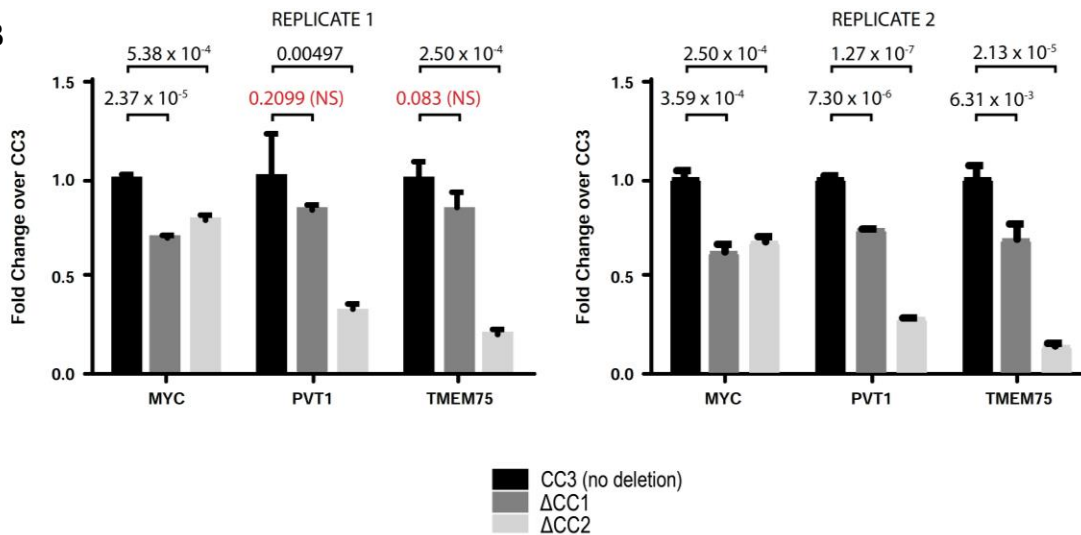 B
REPLICATE 1
5.38 x 10⁻⁴
0.00497
2.50 x 10⁻⁴
2.37 x 10⁻⁵
0.2099 (NS)
0.083 (NS)
Fold Change over CC3
1.5
1.0
0.5
0.0
MYC
PVT1
TMEM75
REPLICATE 2
2.50 x 10⁻⁴
1.27 x 10⁻⁷
2.13 x 10⁻⁵
3.59 x 10⁻⁴
7.30 x 10⁻⁶
6.31 x 10⁻³
Fold Change over CC3
1.5
1.0
0.5
0.0
MYC
PVT1
TMEM75
CC3 (no deletion)
ΔCC1
ΔCC2